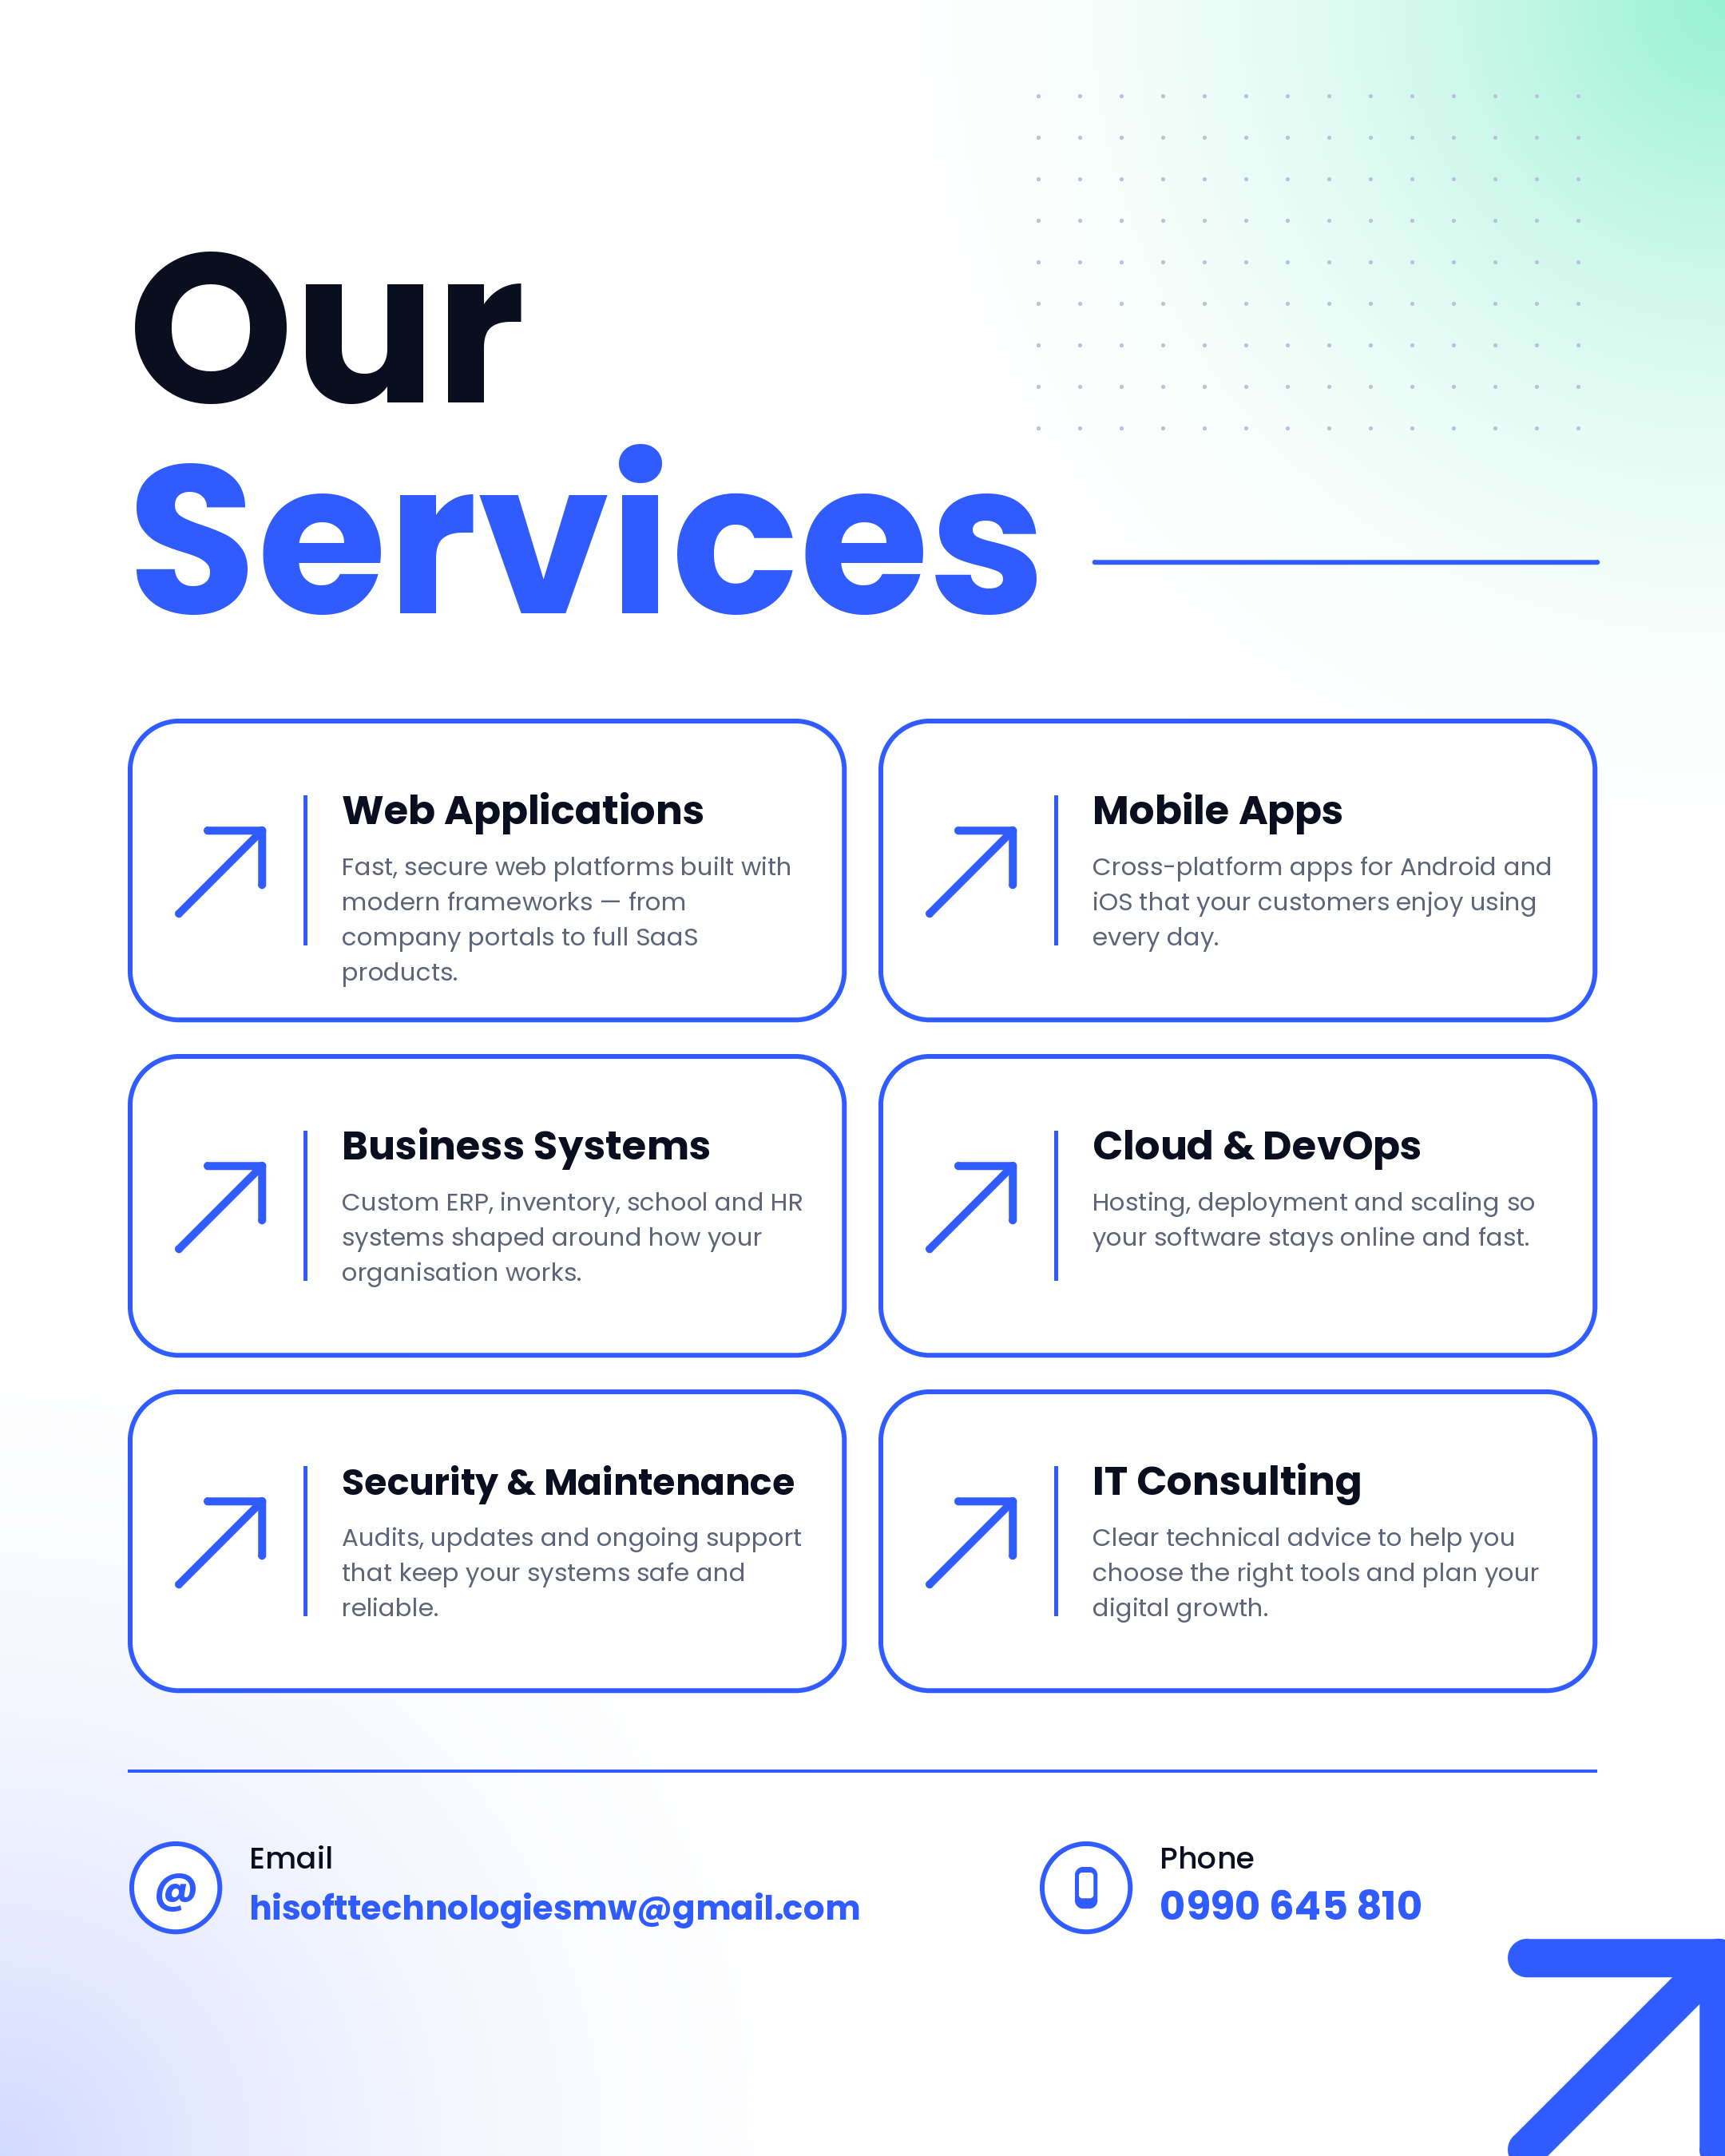 Our
Services
Web Applications
Fast, secure web platforms built with
modern frameworks — from
company portals to full SaaS
products.
Mobile Apps
Cross-platform apps for Android and
iOS that your customers enjoy using
every day.
Business Systems
Custom ERP, inventory, school and HR
systems shaped around how your
organisation works.
Cloud & DevOps
Hosting, deployment and scaling so
your software stays online and fast.
Security & Maintenance
Audits, updates and ongoing support
that keep your systems safe and
reliable.
IT Consulting
Clear technical advice to help you
choose the right tools and plan your
digital growth.
@
Email
hisofttechnologiesmw@gmail.com
Phone
0990 645 810